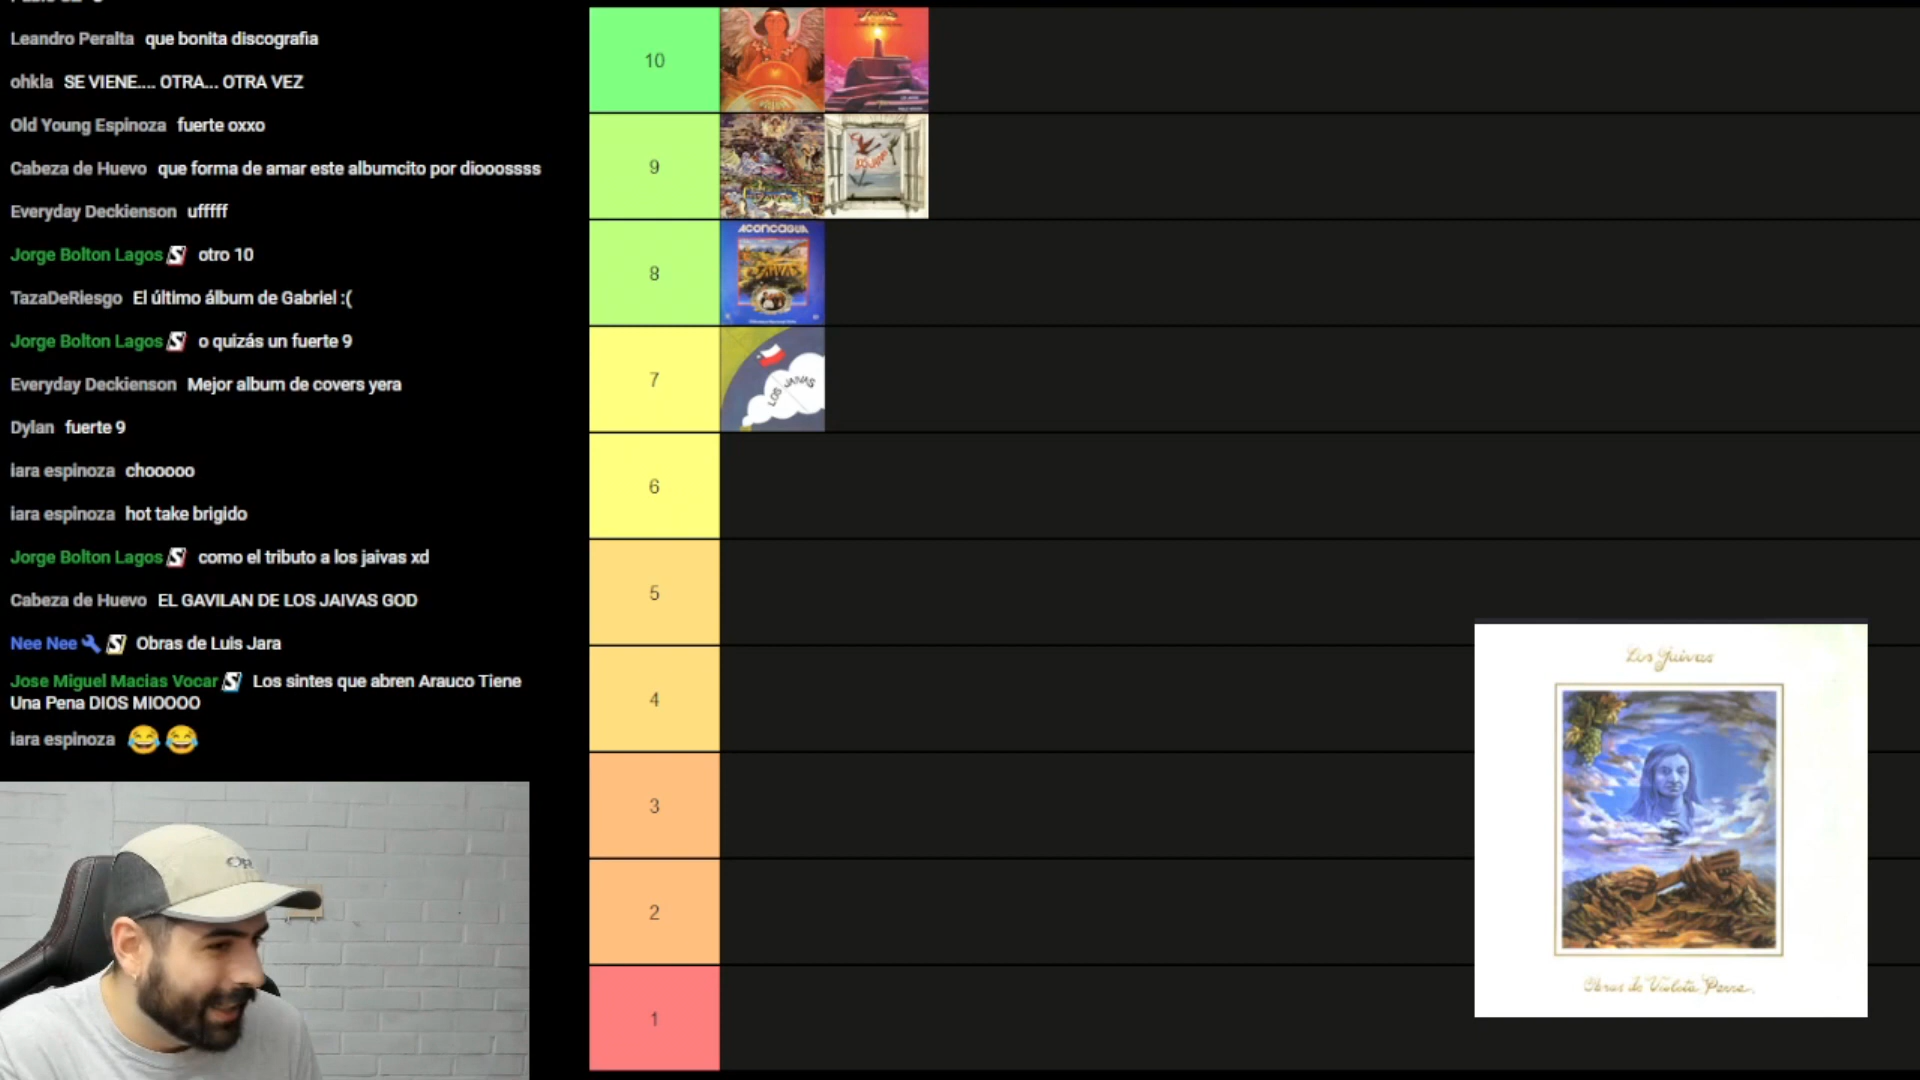 Leandro Peralta que bonita discografia
ohkla SE VIENE.... OTRA... OTRA VEZ
Old Young Espinoza fuerte oxxo
Cabeza de Huevo que forma de amar este albumcito por diooossss
Everyday Deckienson ufffff
Jorge Bolton Lagos otro 10
TazaDeRiesgo El último álbum de Gabriel :(
Jorge Bolton Lagos o quizás un fuerte 9
Everyday Deckienson Mejor album de covers yera
Dylan fuerte 9
iara espinoza chooooo
iara espinoza hot take brigido
Jorge Bolton Lagos como el tributo a los jaivas xd
Cabeza de Huevo EL GAVILAN DE LOS JAIVAS GOD
Nee Nee Obras de Luis Jara
Jose Miguel Macias Vocar Los sintes que abren Arauco Tiene
Una Pena DIOS MIOOOO
iara espinoza 😂 😂
10
9
8
ACONCAGUA
JAIVAS
7
LOS JAIVAS
6
5
4
3
2
1
Los Jaivas
Obras de Violeta Parra
OR